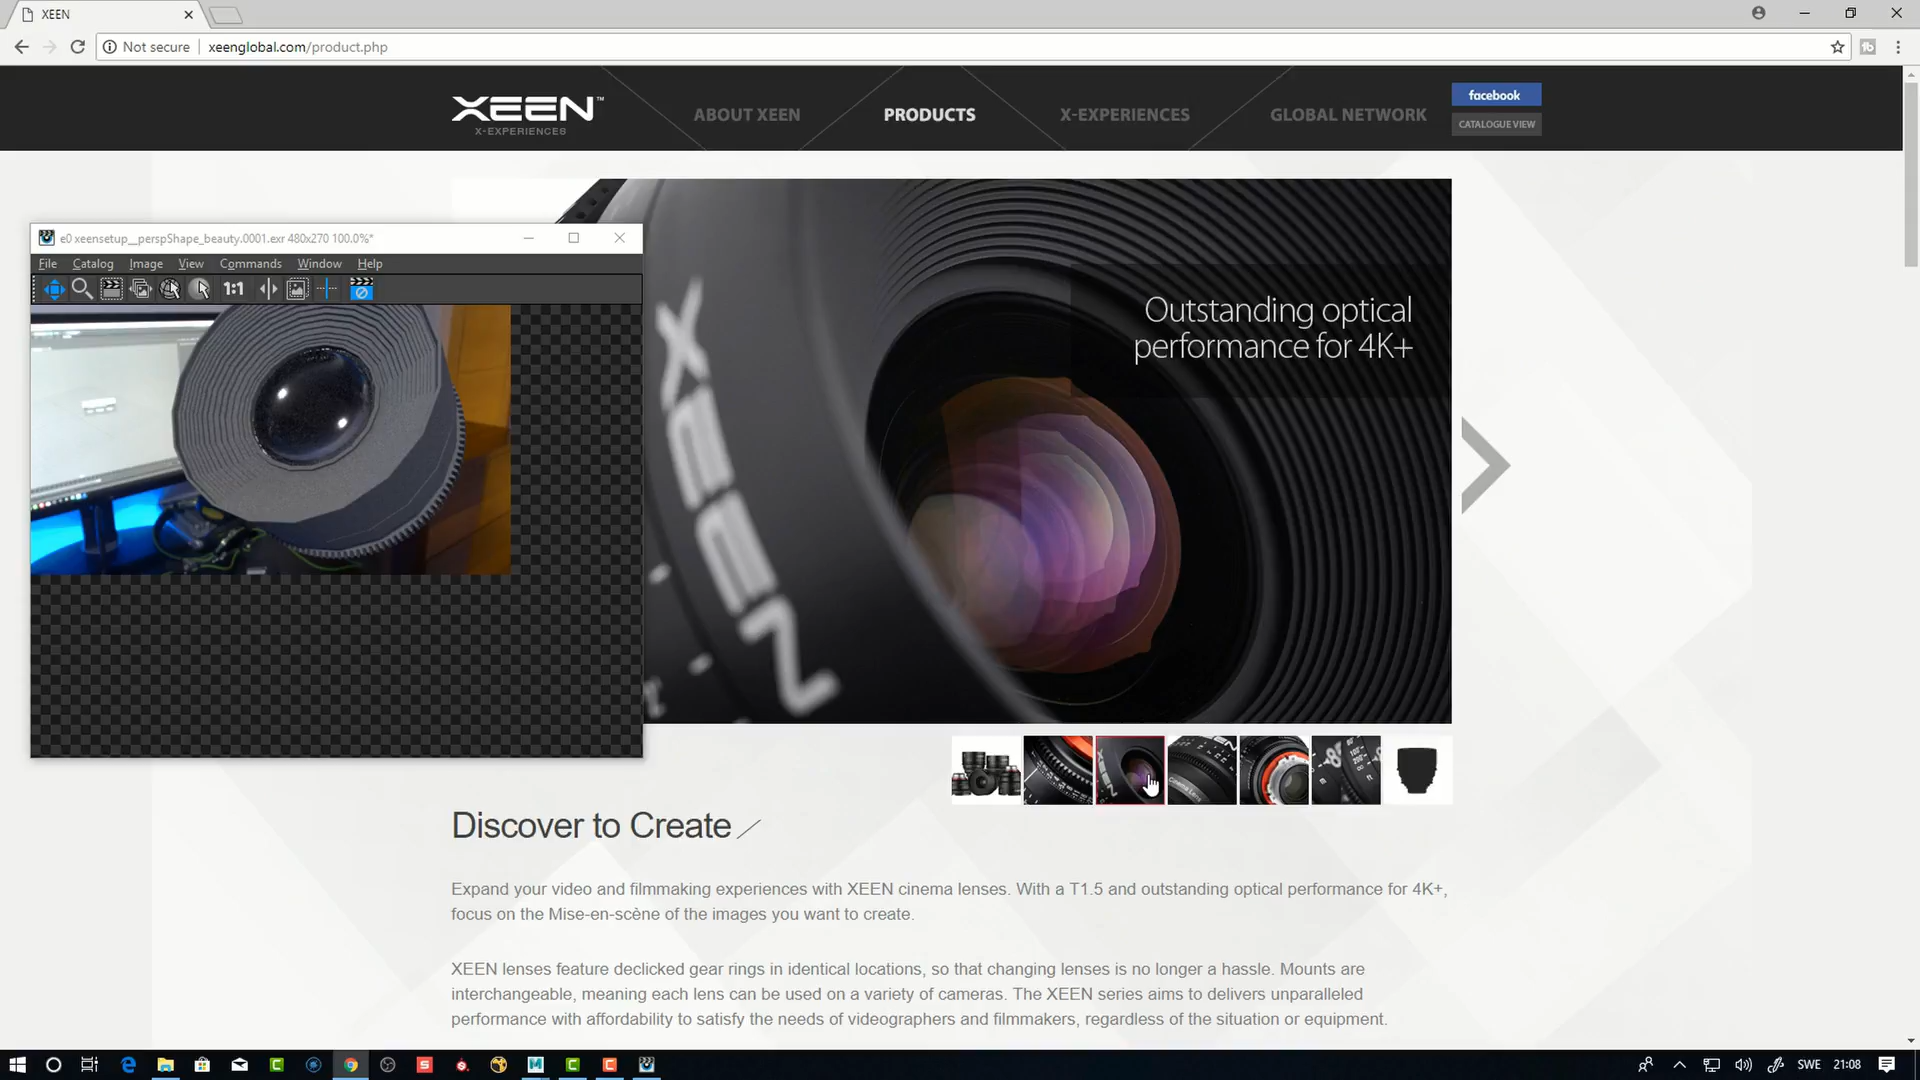 XEEN
Not secure
xeenglobal.com/product.php
XEEN™
X-EXPERIENCES
ABOUT XEEN
PRODUCTS
X-EXPERIENCES
GLOBAL NETWORK
facebook
CATALOGUE VIEW
e0 xeensetup__perspShape_beauty.0001.exr 480x270 100.0%*
File
Catalog
Image
View
Commands
Window
Help
1:1
XEEN
Outstanding optical
performance for 4K+
Discover to Create
Expand your video and filmmaking experiences with XEEN cinema lenses. With a T1.5 and outstanding optical performance for 4K+,
focus on the Mise-en-scène of the images you want to create.
XEEN lenses feature declicked gear rings in identical locations, so that changing lenses is no longer a hassle. Mounts are
interchangeable, meaning each lens can be used on a variety of cameras. The XEEN series aims to delivers unparalleled
performance with affordability to satisfy the needs of videographers and filmmakers, regardless of the situation or equipment.
SWE
21:08